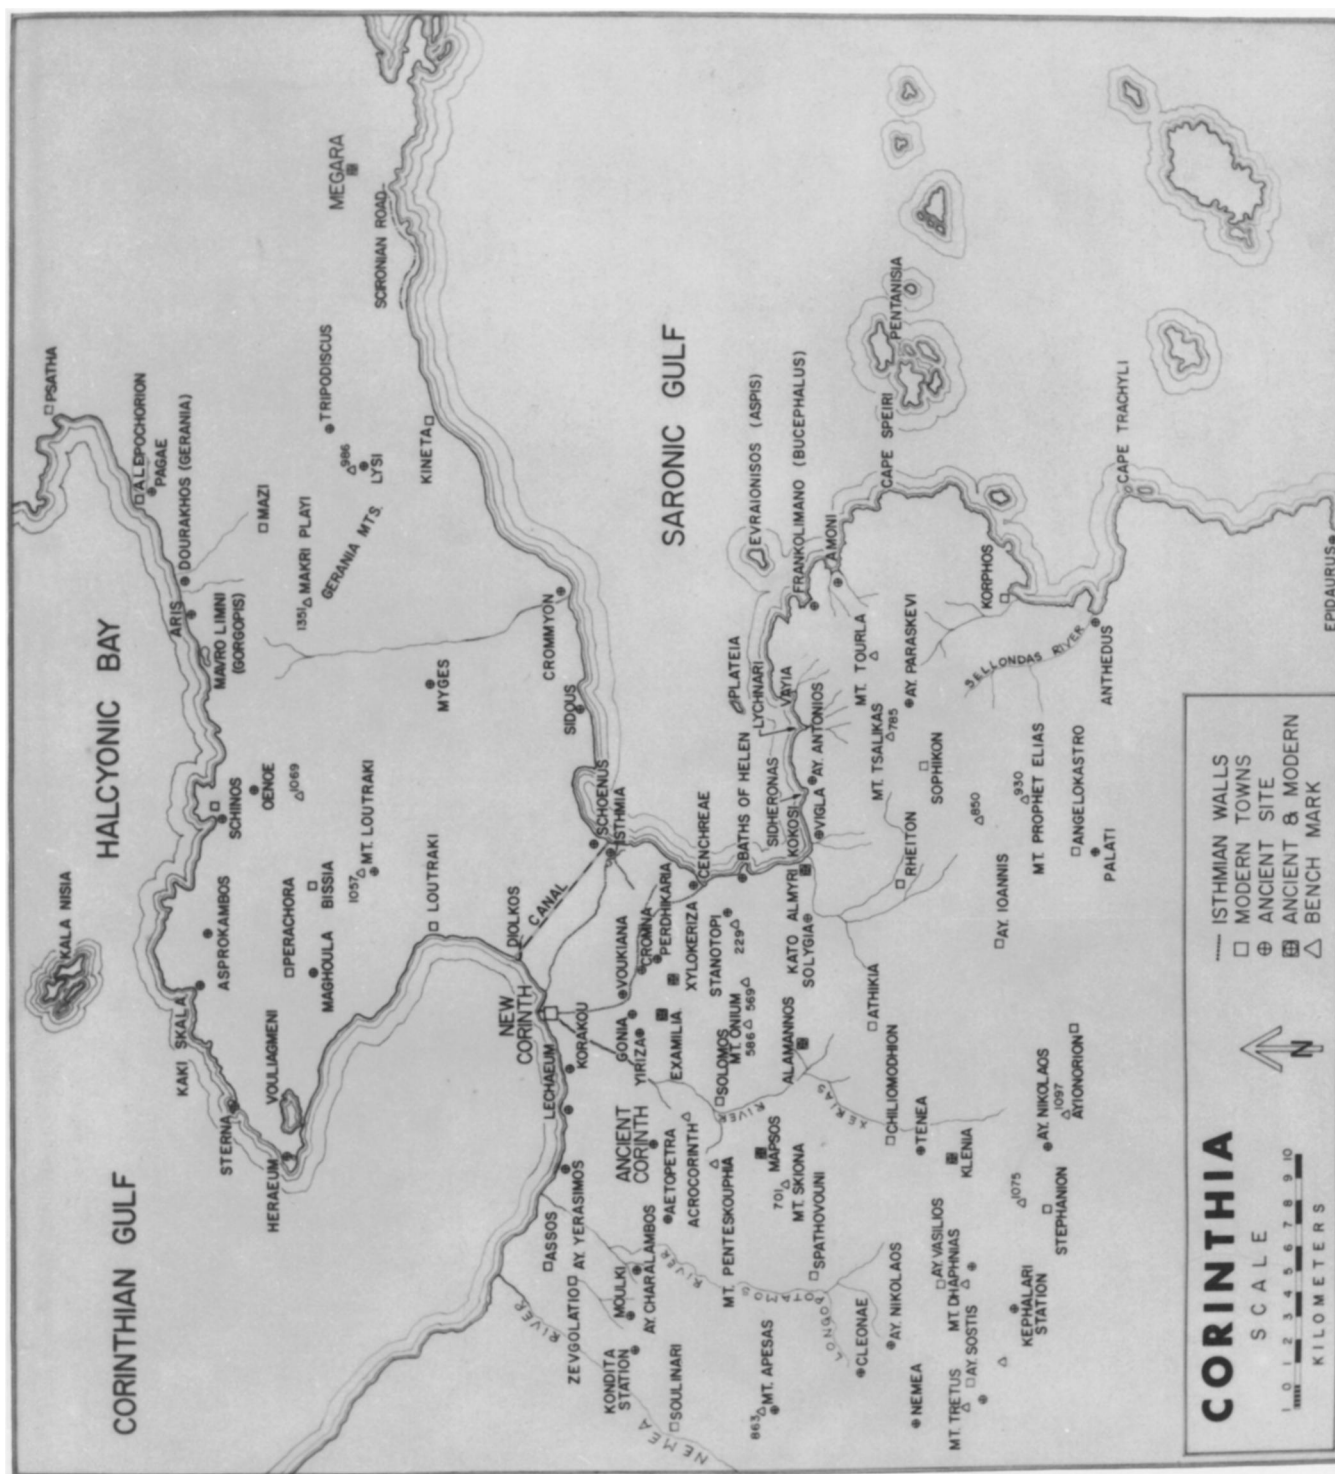 KALA NISIA
PSATHA
CORINTHIAN GULF
HALCYONIC BAY
ALEPOCHORION
PAGAE
KAKI SKALA
ARIS
DOURAKHOS (GERANIA)
STERNA
ASPROKAMBOS
SCHINOS
MAVRO LIMNI
(GORGOPIS)
HERAEUM
VOULIAGMENI
OENOE
MAZI
PERACHORA
1069
1351
MAKRI PLAYI
MAGHOULA
BISSIA
GERANIA MTS.
TRIPODISCUS
MEGARA
1057
MT. LOUTRAKI
986
LYSI
SCIRONIAN ROAD
LOUTRAKI
MYGES
KINETA
NEW
CORINTH
DIOLKOS
CANAL
CROMMYON
SIDOUS
LECHAEUM
ASSOS
AY. YERASIMOS
KORAKOU
SCHOENUS
ISTHMIA
RIVER
ZEVGOLATION
KONDITA
STATION
MOULKI
AY. CHARALAMBOS
ANCIENT
CORINTH
GONIA
YIRIZA
VOUKIANA
CROMNA
PERDHIKARIA
SOULINARI
AETOPETRA
EXAMILIA
XYLOKERIZA
CENCHREAE
SARONIC GULF
NEMEA
RIVER
ACROCORINTH
SOLOMOS
STANOTOPI
MT. PENTESKOUPHIA
MT. ONIUM
586
569
229
BATHS OF HELEN
PLATEIA
LYCHNARI
EVRAIONISOS (ASPIS)
863
MT. APESAS
LONGOPOTAMOS
RIVER
MAPSOS
701
MT. SKIONA
ALAMANNOS
KATO ALMYRI
SIDHERONAS
KOKOSI
VAYIA
FRANKOLIMANO (BUCEPHALUS)
SPATHOVOUNI
XERIAS
SOLYGIA
VIGLA
AY. ANTONIOS
AMONI
CLEONAE
AY. NIKOLAOS
CHILIOMODHION
ATHIKIA
MT. TSALIKAS
785
MT. TOURLA
CAPE SPEIRI
PENTANISIA
NEMEA
TENEA
RHEITON
AY. PARASKEVI
MT. TRETUS
AY. SOSTIS
AY. VASILIOS
MT. DHAPHNIAS
KLENIA
SOPHIKON
KORPHOS
850
KEPHALARI
STATION
1075
AY. IOANNIS
SELLONDAS RIVER
STEPHANION
AY. NIKOLAOS
1097
AYIONORION
930
MT. PROPHET ELIAS
ANGELOKASTRO
PALATI
ANTHEDUS
CAPE TRACHYLI
EPIDAURUS
CORINTHIA
SCALE
1 0 1 2 3 4 5 6 7 8 9 10
KILOMETERS
N
ISTHMIAN WALLS
MODERN TOWNS
ANCIENT SITE
ANCIENT & MODERN
BENCH MARK